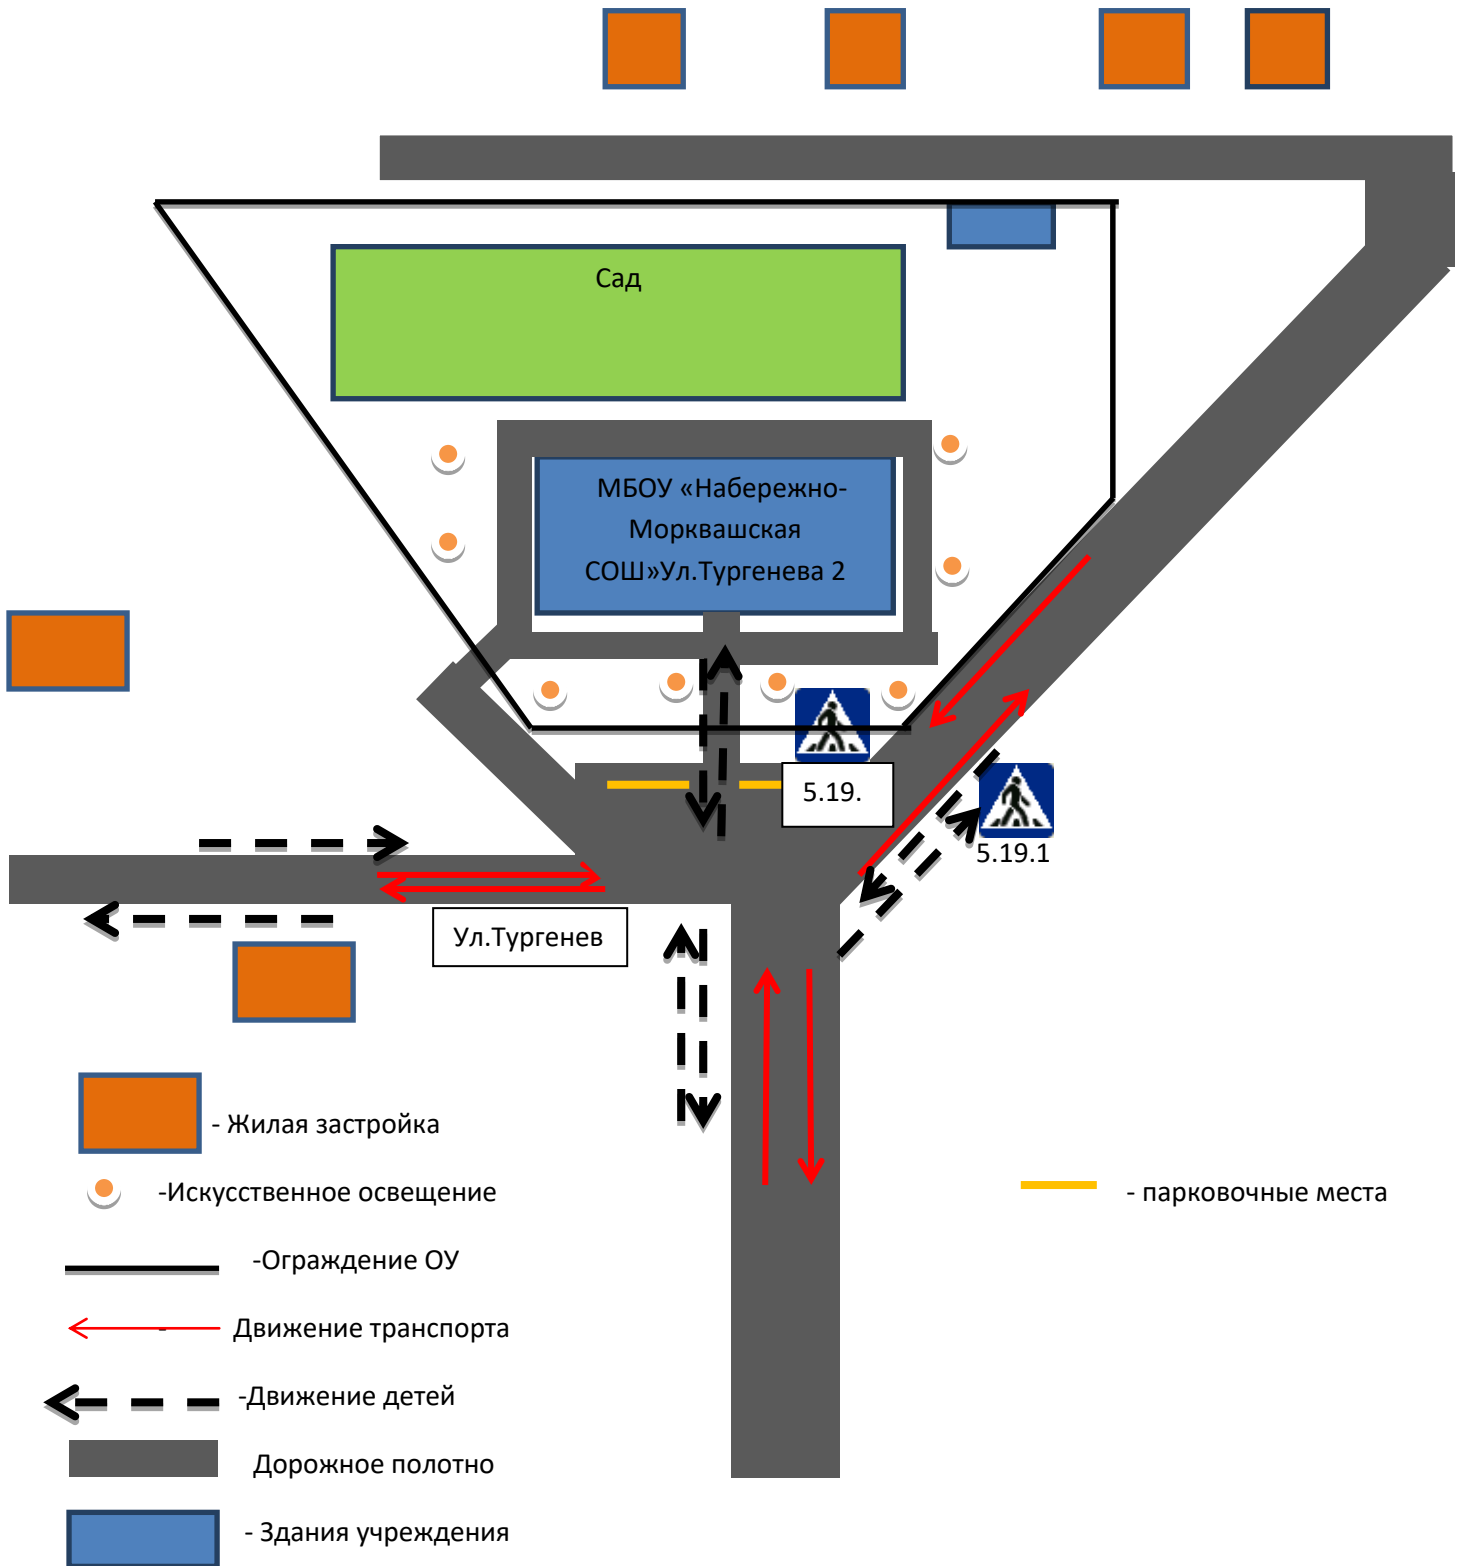 Сад
МБОУ «Набережно-
Морквашская
СОШ»Ул.Тургенева 2
5.19.
5.19.1
Ул.Тургенев
- Жилая застройка
-Искусственное освещение
- парковочные места
-Ограждение ОУ
- Движение транспорта
-Движение детей
Дорожное полотно
- Здания учреждения